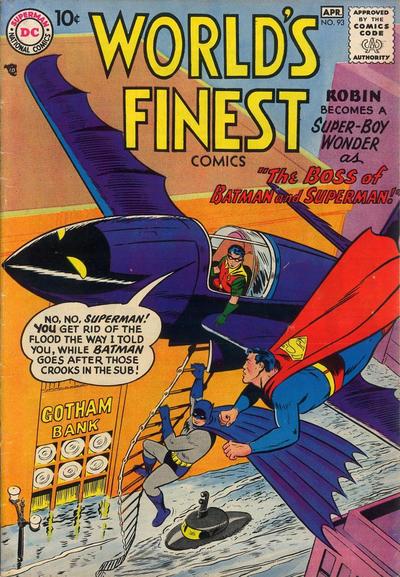 SUPERMAN
DC
NATIONAL COMICS
10¢
WORLD'S
FINEST
COMICS
APR.
NO. 93
APPROVED
BY THE
COMICS
CODE
AUTHORITY
ROBIN
BECOMES A
SUPER-BOY
WONDER
as
"The BOSS of
BATMAN and SUPERMAN!"
NO, NO, SUPERMAN!
YOU GET RID OF THE
FLOOD THE WAY I TOLD
YOU, WHILE BATMAN
GOES AFTER THOSE
CROOKS IN THE SUB!
GOTHAM
BANK